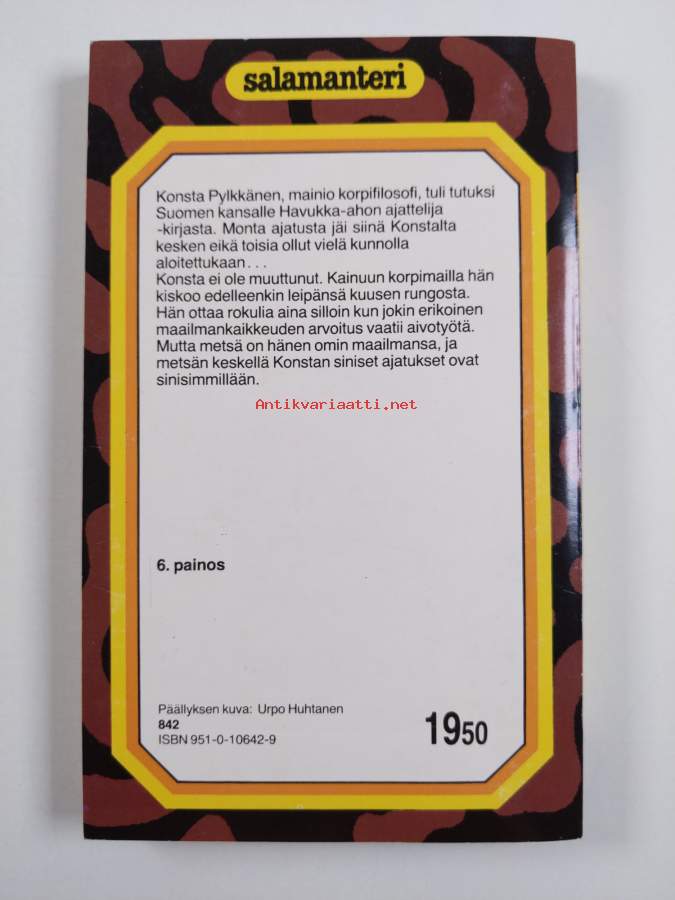 salamanteri
Konsta Pylkkänen, mainio korpifilosofi, tuli tutuksi
Suomen kansalle Havukka-ahon ajattelija
-kirjasta. Monta ajatusta jäi siinä Konstalta
kesken eikä toisia ollut vielä kunnolla
aloitettukaan...
Konsta ei ole muuttunut. Kainuun korpimailla hän
kiskoo edelleenkin leipänsä kuusen rungosta.
Hän ottaa rokulia aina silloin kun jokin erikoinen
maailmankaikkeuden arvoitus vaatii aivotyötä.
Mutta metsä on hänen omin maailmansa, ja
metsän keskellä Konstan siniset ajatukset ovat
sinisimmillään.
Antikvariaatti.net
6. painos
Päällyksen kuva: Urpo Huhtanen
842
ISBN 951-0-10642-9
1950